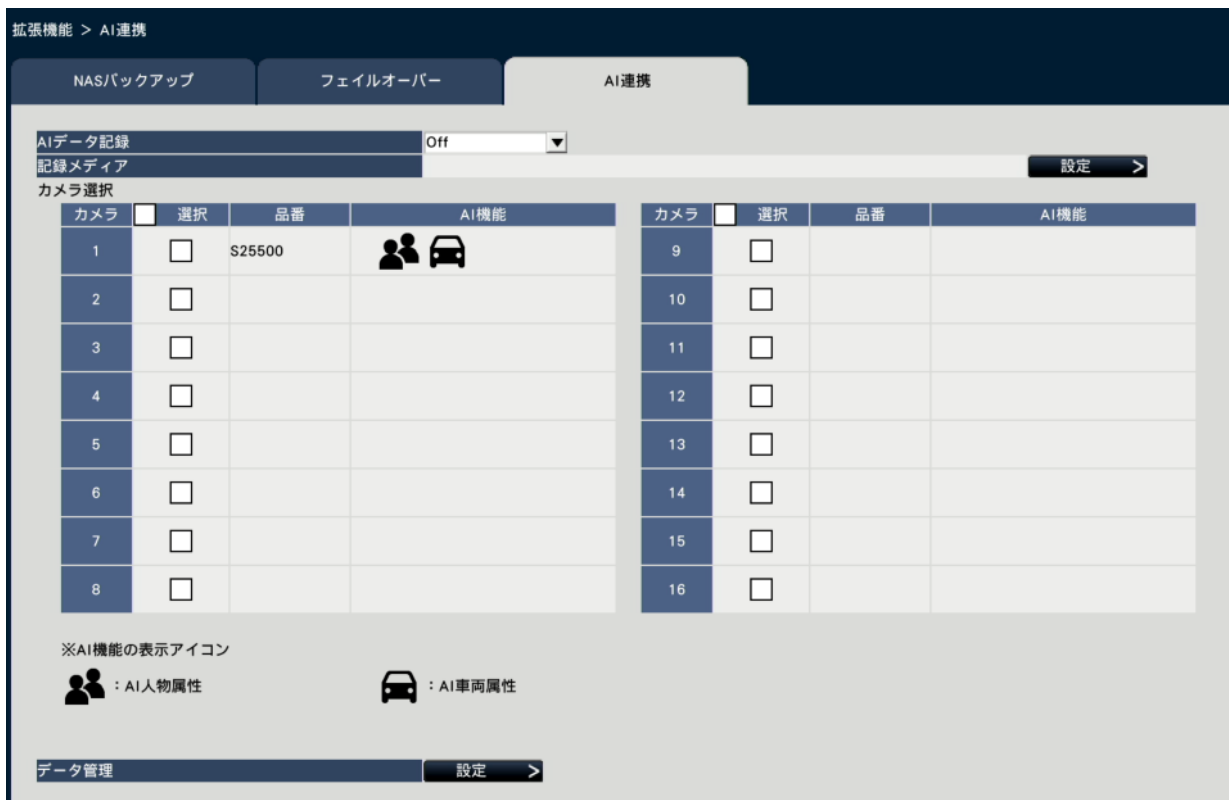 拡張機能 > AI連携
NASバックアップ フェイルオーバー AI連携
AIデータ記録 Off
記録メディア 設定 >
カメラ選択
カメラ 選択 品番 AI機能 カメラ 選択 品番 AI機能
1 S25500 9
2 10
3 11
4 12
5 13
6 14
7 15
8 16
※AI機能の表示アイコン
：AI人物属性 ：AI車両属性
データ管理 設定 >